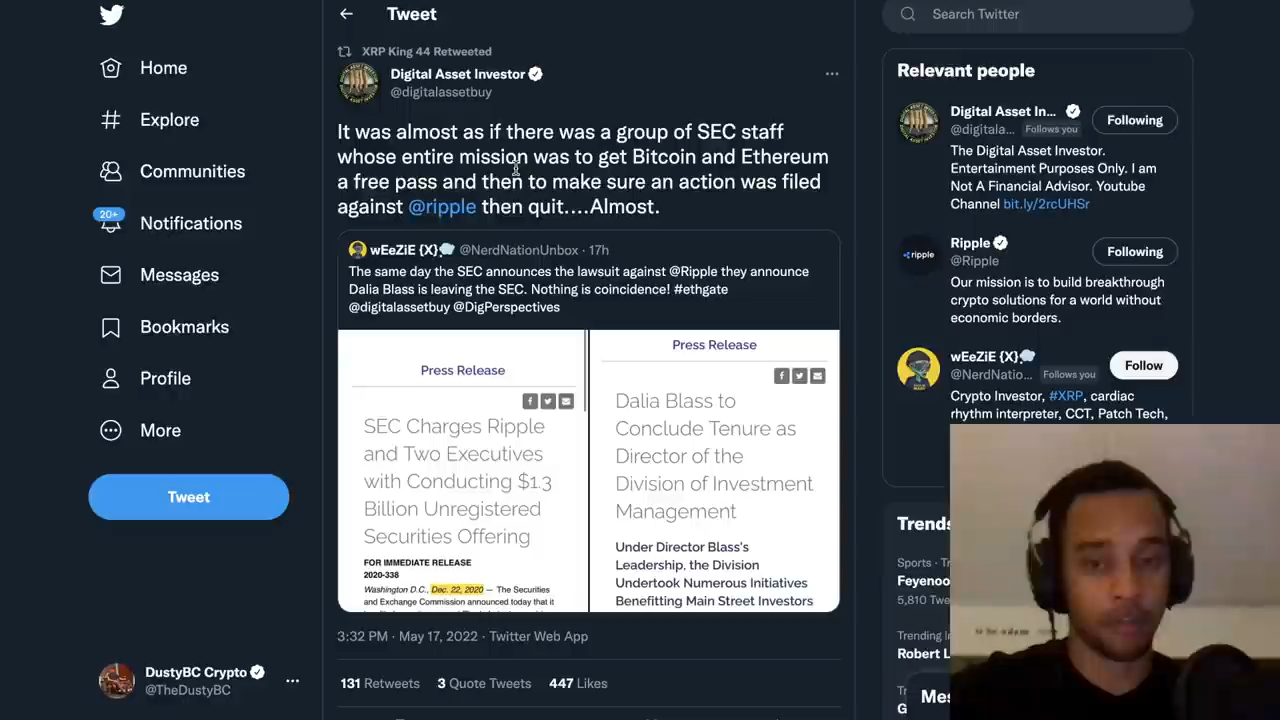 Tweet
Search Twitter
Home
Explore
Communities
20+
Notifications
Messages
Bookmarks
Profile
More
Tweet
DustyBC Crypto
@TheDustyBC
XRP King 44 Retweeted
Digital Asset Investor
@digitalassetbuy
It was almost as if there was a group of SEC staff
whose entire mission was to get Bitcoin and Ethereum
a free pass and then to make sure an action was filed
against @ripple then quit....Almost.
wEeZiE {X} @NerdNationUnbox · 17h
The same day the SEC announces the lawsuit against @Ripple they announce
Dalia Blass is leaving the SEC. Nothing is coincidence! #ethgate
@digitalassetbuy @DigPerspectives
Press Release
SEC Charges Ripple
and Two Executives
with Conducting $1.3
Billion Unregistered
Securities Offering
FOR IMMEDIATE RELEASE
2020-338
Washington D.C., Dec. 22, 2020 — The Securities
and Exchange Commission announced today that it
Press Release
Dalia Blass to
Conclude Tenure as
Director of the
Division of Investment
Management
Under Director Blass's
Leadership, the Division
Undertook Numerous Initiatives
Benefitting Main Street Investors
3:32 PM · May 17, 2022 · Twitter Web App
131 Retweets 3 Quote Tweets 447 Likes
Relevant people
Digital Asset In...
@digitala... Follows you
Following
The Digital Asset Investor.
Entertainment Purposes Only. I am
Not A Financial Advisor. Youtube
Channel bit.ly/2rcUHSr
ripple
Ripple
@Ripple
Following
Our mission is to build breakthrough
crypto solutions for a world without
economic borders.
wEeZiE {X}
@NerdNatio... Follows you
Follow
Crypto Investor, #XRP, cardiac
rhythm interpreter, CCT, Patch Tech,
Trends
Sports · Tr
Feyenoo
5,810 Twe
Trending
Robert L
Mes